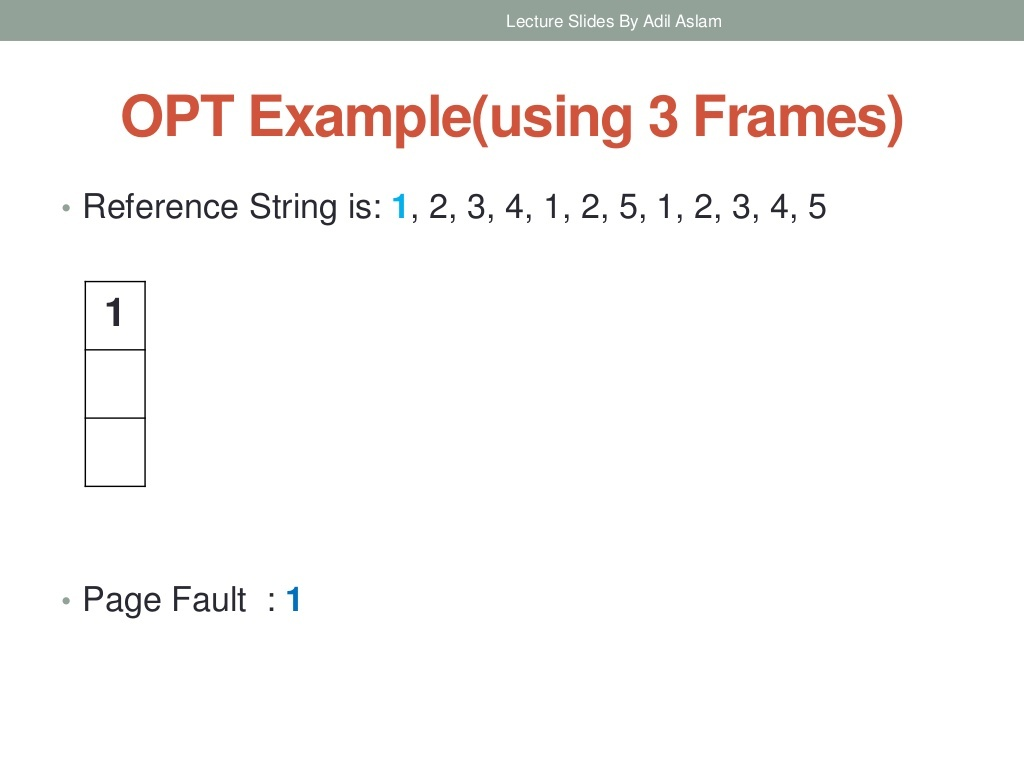 Lecture Slides By Adil Aslam
OPT Example(using 3 Frames)
• Reference String is: 1, 2, 3, 4, 1, 2, 5, 1, 2, 3, 4, 5
1
• Page Fault : 1